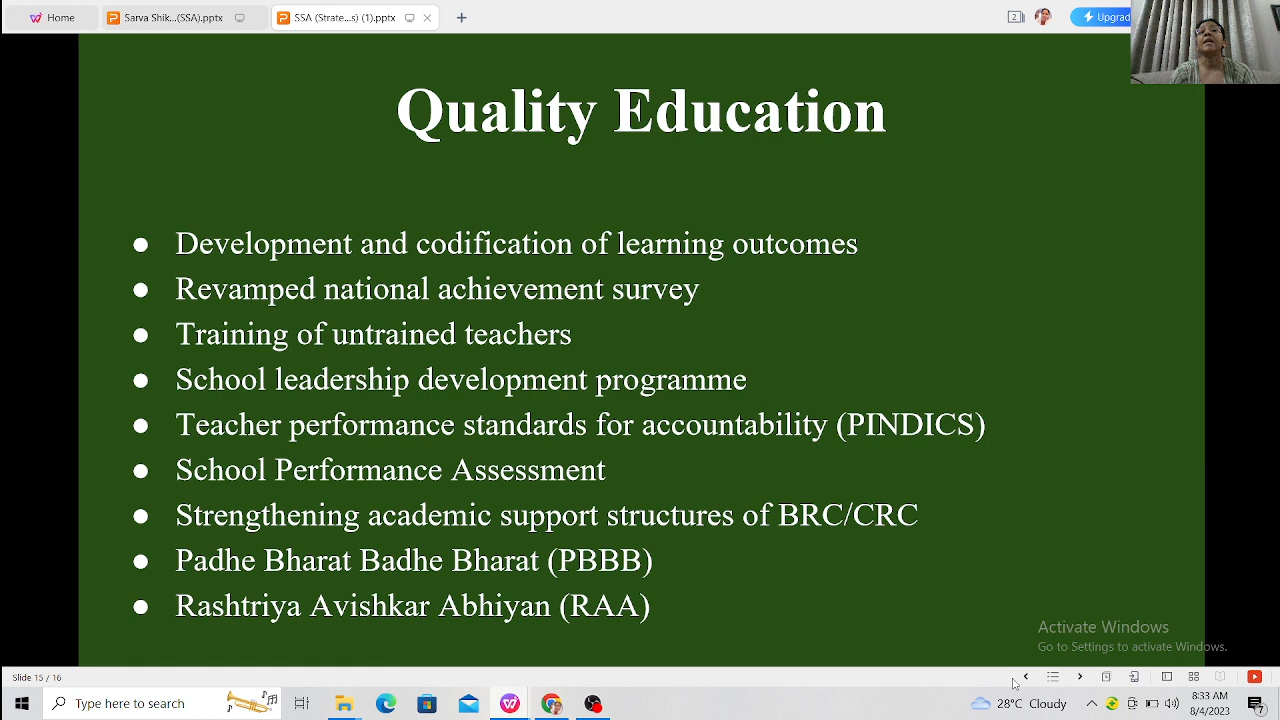 Home
Sarva Shik...(SSA).pptx
SSA (Strate...s) (1).pptx
2
Upgrad
Quality Education
● Development and codification of learning outcomes
● Revamped national achievement survey
● Training of untrained teachers
● School leadership development programme
● Teacher performance standards for accountability (PINDICS)
● School Performance Assessment
● Strengthening academic support structures of BRC/CRC
● Padhe Bharat Badhe Bharat (PBBB)
● Rashtriya Avishkar Abhiyan (RAA)
Activate Windows
Go to Settings to activate Windows.
Slide 15 / 16
Type here to search
28°C Cloudy
8:33 AM
8/4/2023
7